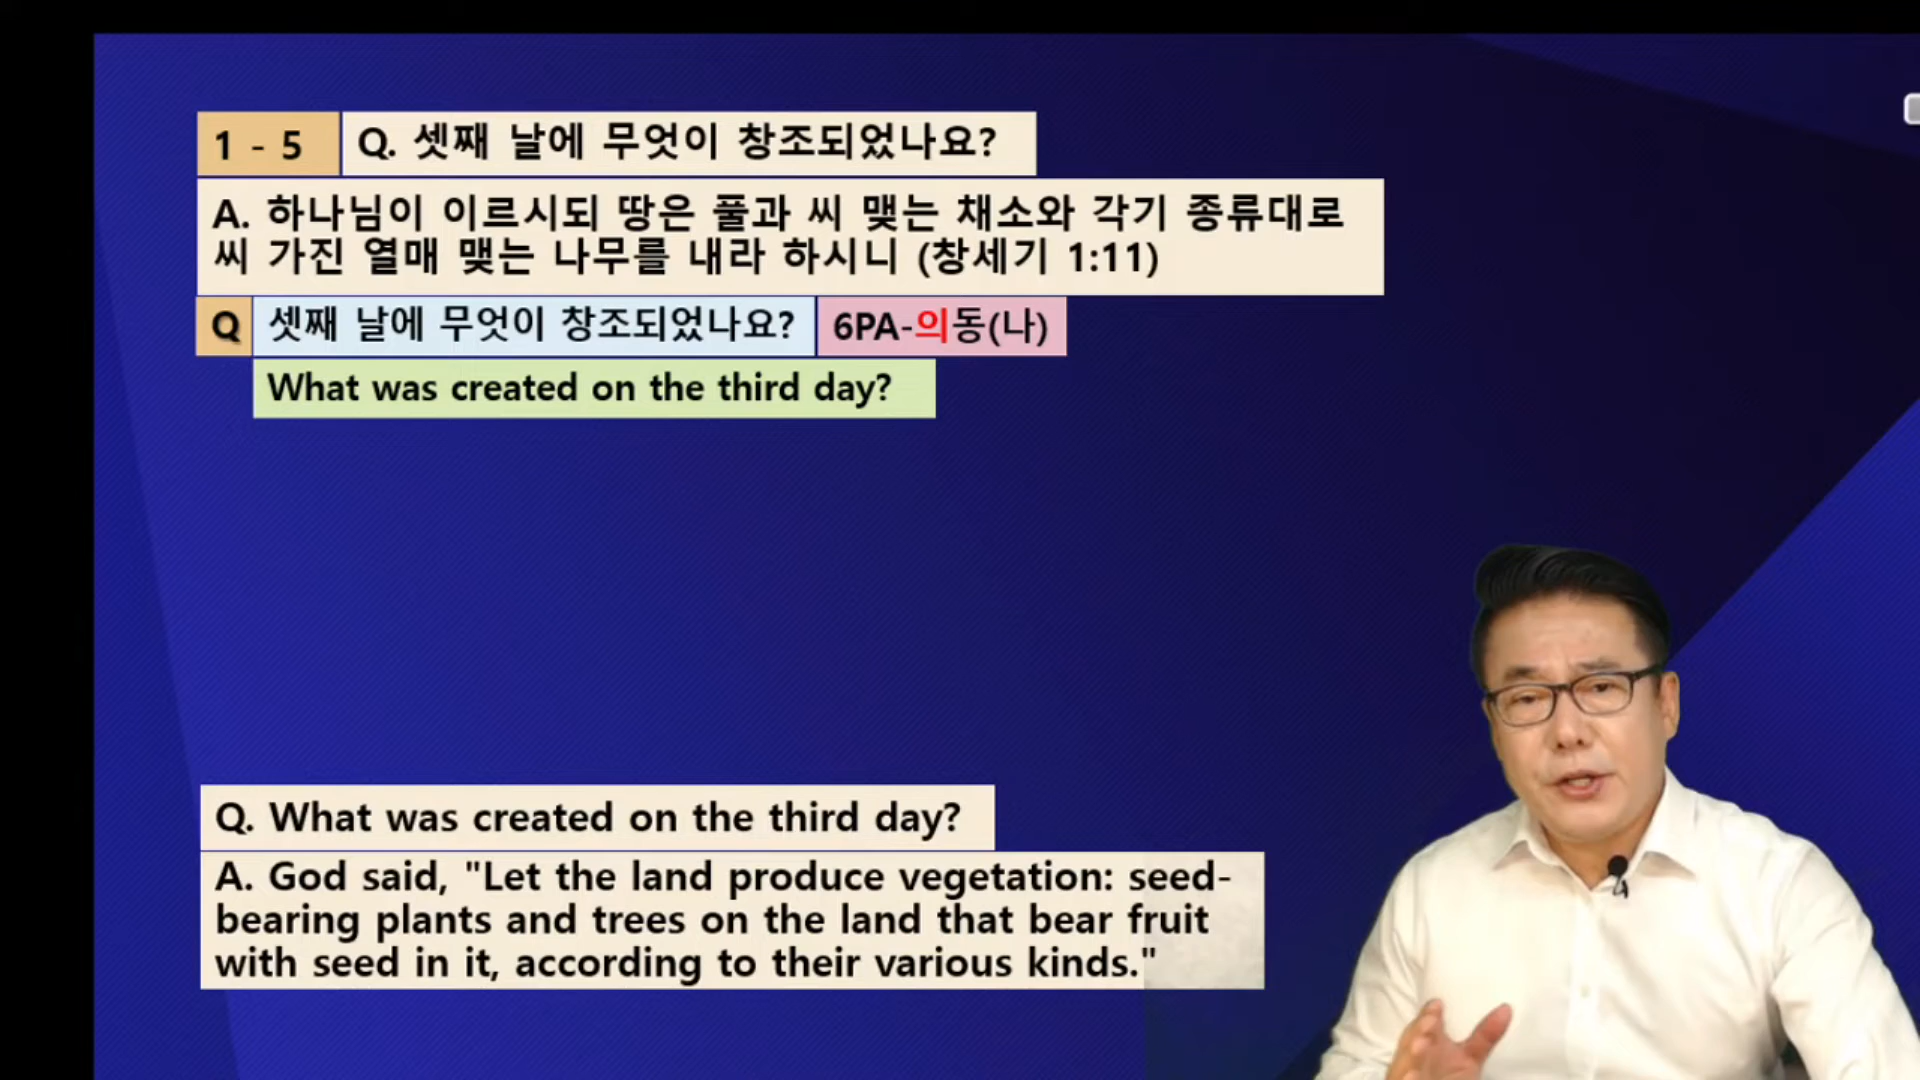 1 - 5
Q. 셋째 날에 무엇이 창조되었나요?
A. 하나님이 이르시되 땅은 풀과 씨 맺는 채소와 각기 종류대로
씨 가진 열매 맺는 나무를 내라 하시니 (창세기 1:11)
Q
셋째 날에 무엇이 창조되었나요?
6PA-의동(나)
What was created on the third day?
Q. What was created on the third day?
A. God said, "Let the land produce vegetation: seed-
bearing plants and trees on the land that bear fruit
with seed in it, according to their various kinds."